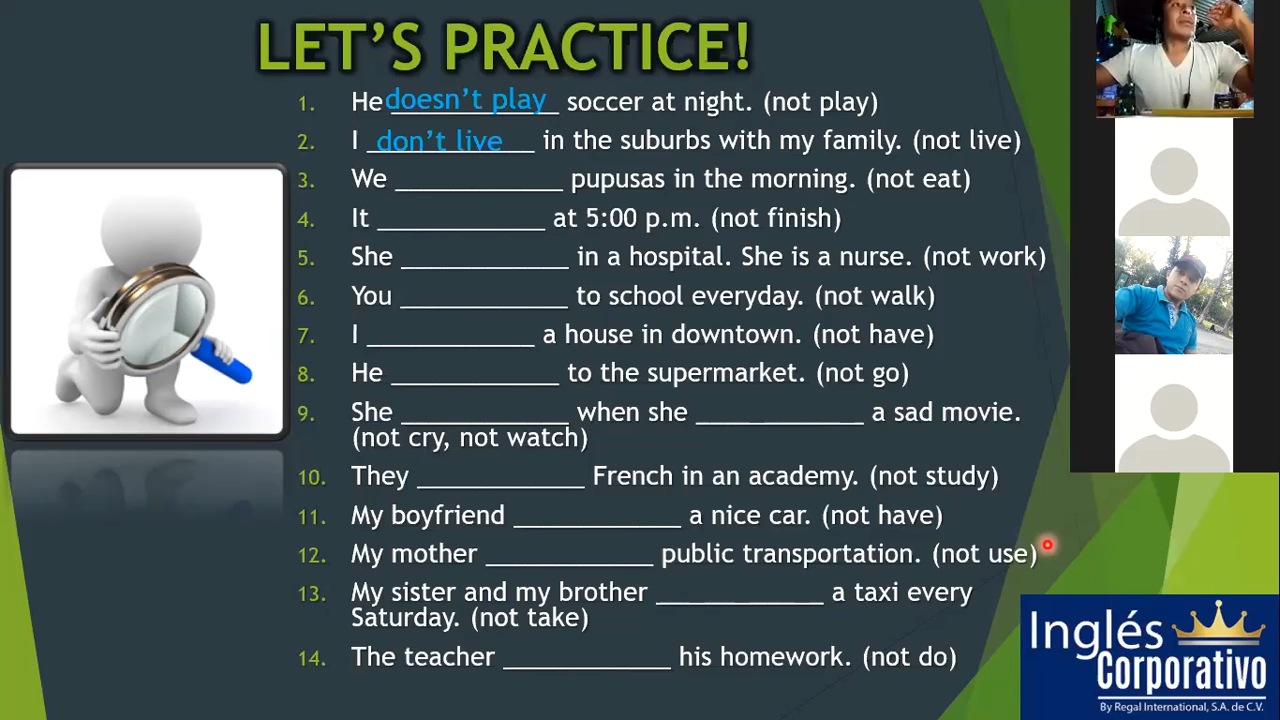 LET'S PRACTICE!
1. He doesn't play soccer at night. (not play)
2. I don't live in the suburbs with my family. (not live)
3. We ____________ pupusas in the morning. (not eat)
4. It ____________ at 5:00 p.m. (not finish)
5. She ____________ in a hospital. She is a nurse. (not work)
6. You ____________ to school everyday. (not walk)
7. I ____________ a house in downtown. (not have)
8. He ____________ to the supermarket. (not go)
9. She ____________ when she ____________ a sad movie.
(not cry, not watch)
10. They ____________ French in an academy. (not study)
11. My boyfriend ____________ a nice car. (not have)
12. My mother ____________ public transportation. (not use)
13. My sister and my brother ____________ a taxi every
Saturday. (not take)
14. The teacher ____________ his homework. (not do)
Inglés
Corporativo
By Regal International, S.A. de C.V.